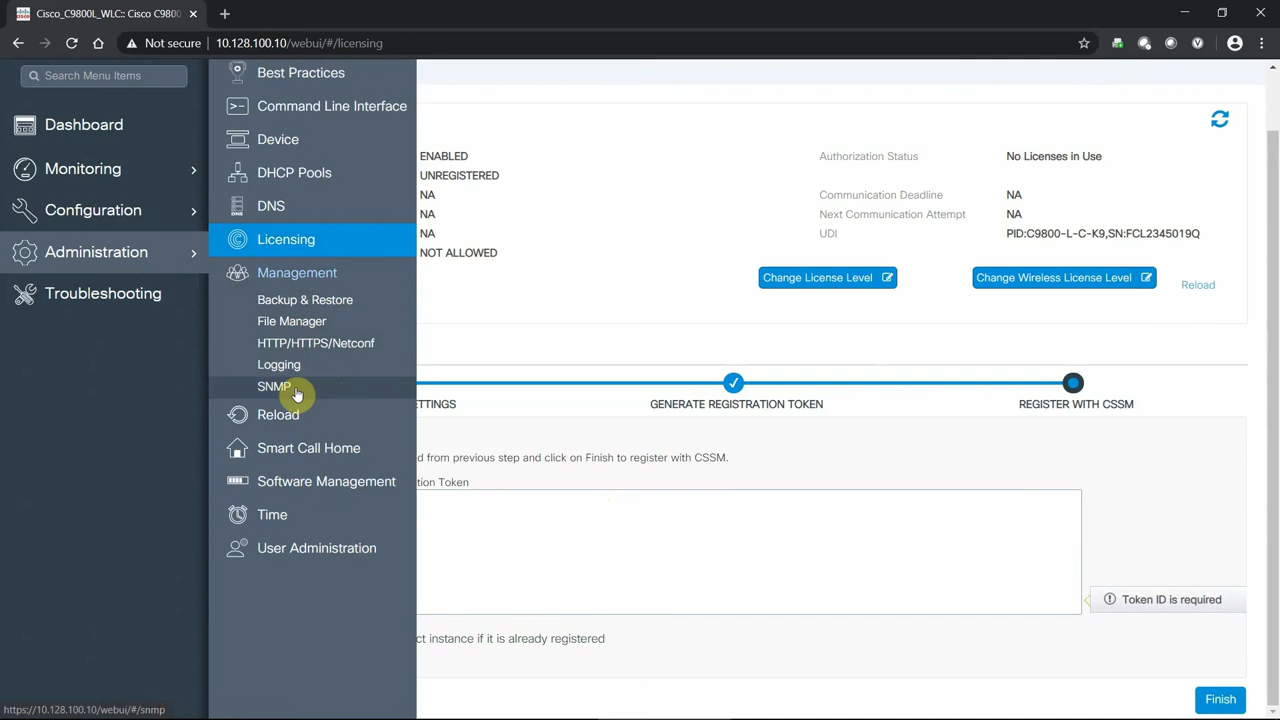 Cisco_C9800L_WLC:: Cisco C9800
Not secure
10.128.100.10/webui/#/licensing
Search Menu Items
Dashboard
Monitoring
Configuration
Administration
Troubleshooting
Best Practices
Command Line Interface
Device
DHCP Pools
DNS
Licensing
Management
Backup & Restore
File Manager
HTTP/HTTPS/Netconf
Logging
SNMP
Reload
Smart Call Home
Software Management
Time
User Administration
ENABLED
UNREGISTERED
NA
NA
NA
NOT ALLOWED
Authorization Status No Licenses in Use
Communication Deadline NA
Next Communication Attempt NA
UDI PID:C9800-L-C-K9,SN:FCL2345019Q
Change License Level
Change Wireless License Level
Reload
ETTINGS
GENERATE REGISTRATION TOKEN
REGISTER WITH CSSM
d from previous step and click on Finish to register with CSSM.
tion Token
Token ID is required
ct instance if it is already registered
Finish
https://10.128.100.10/webui/#/snmp